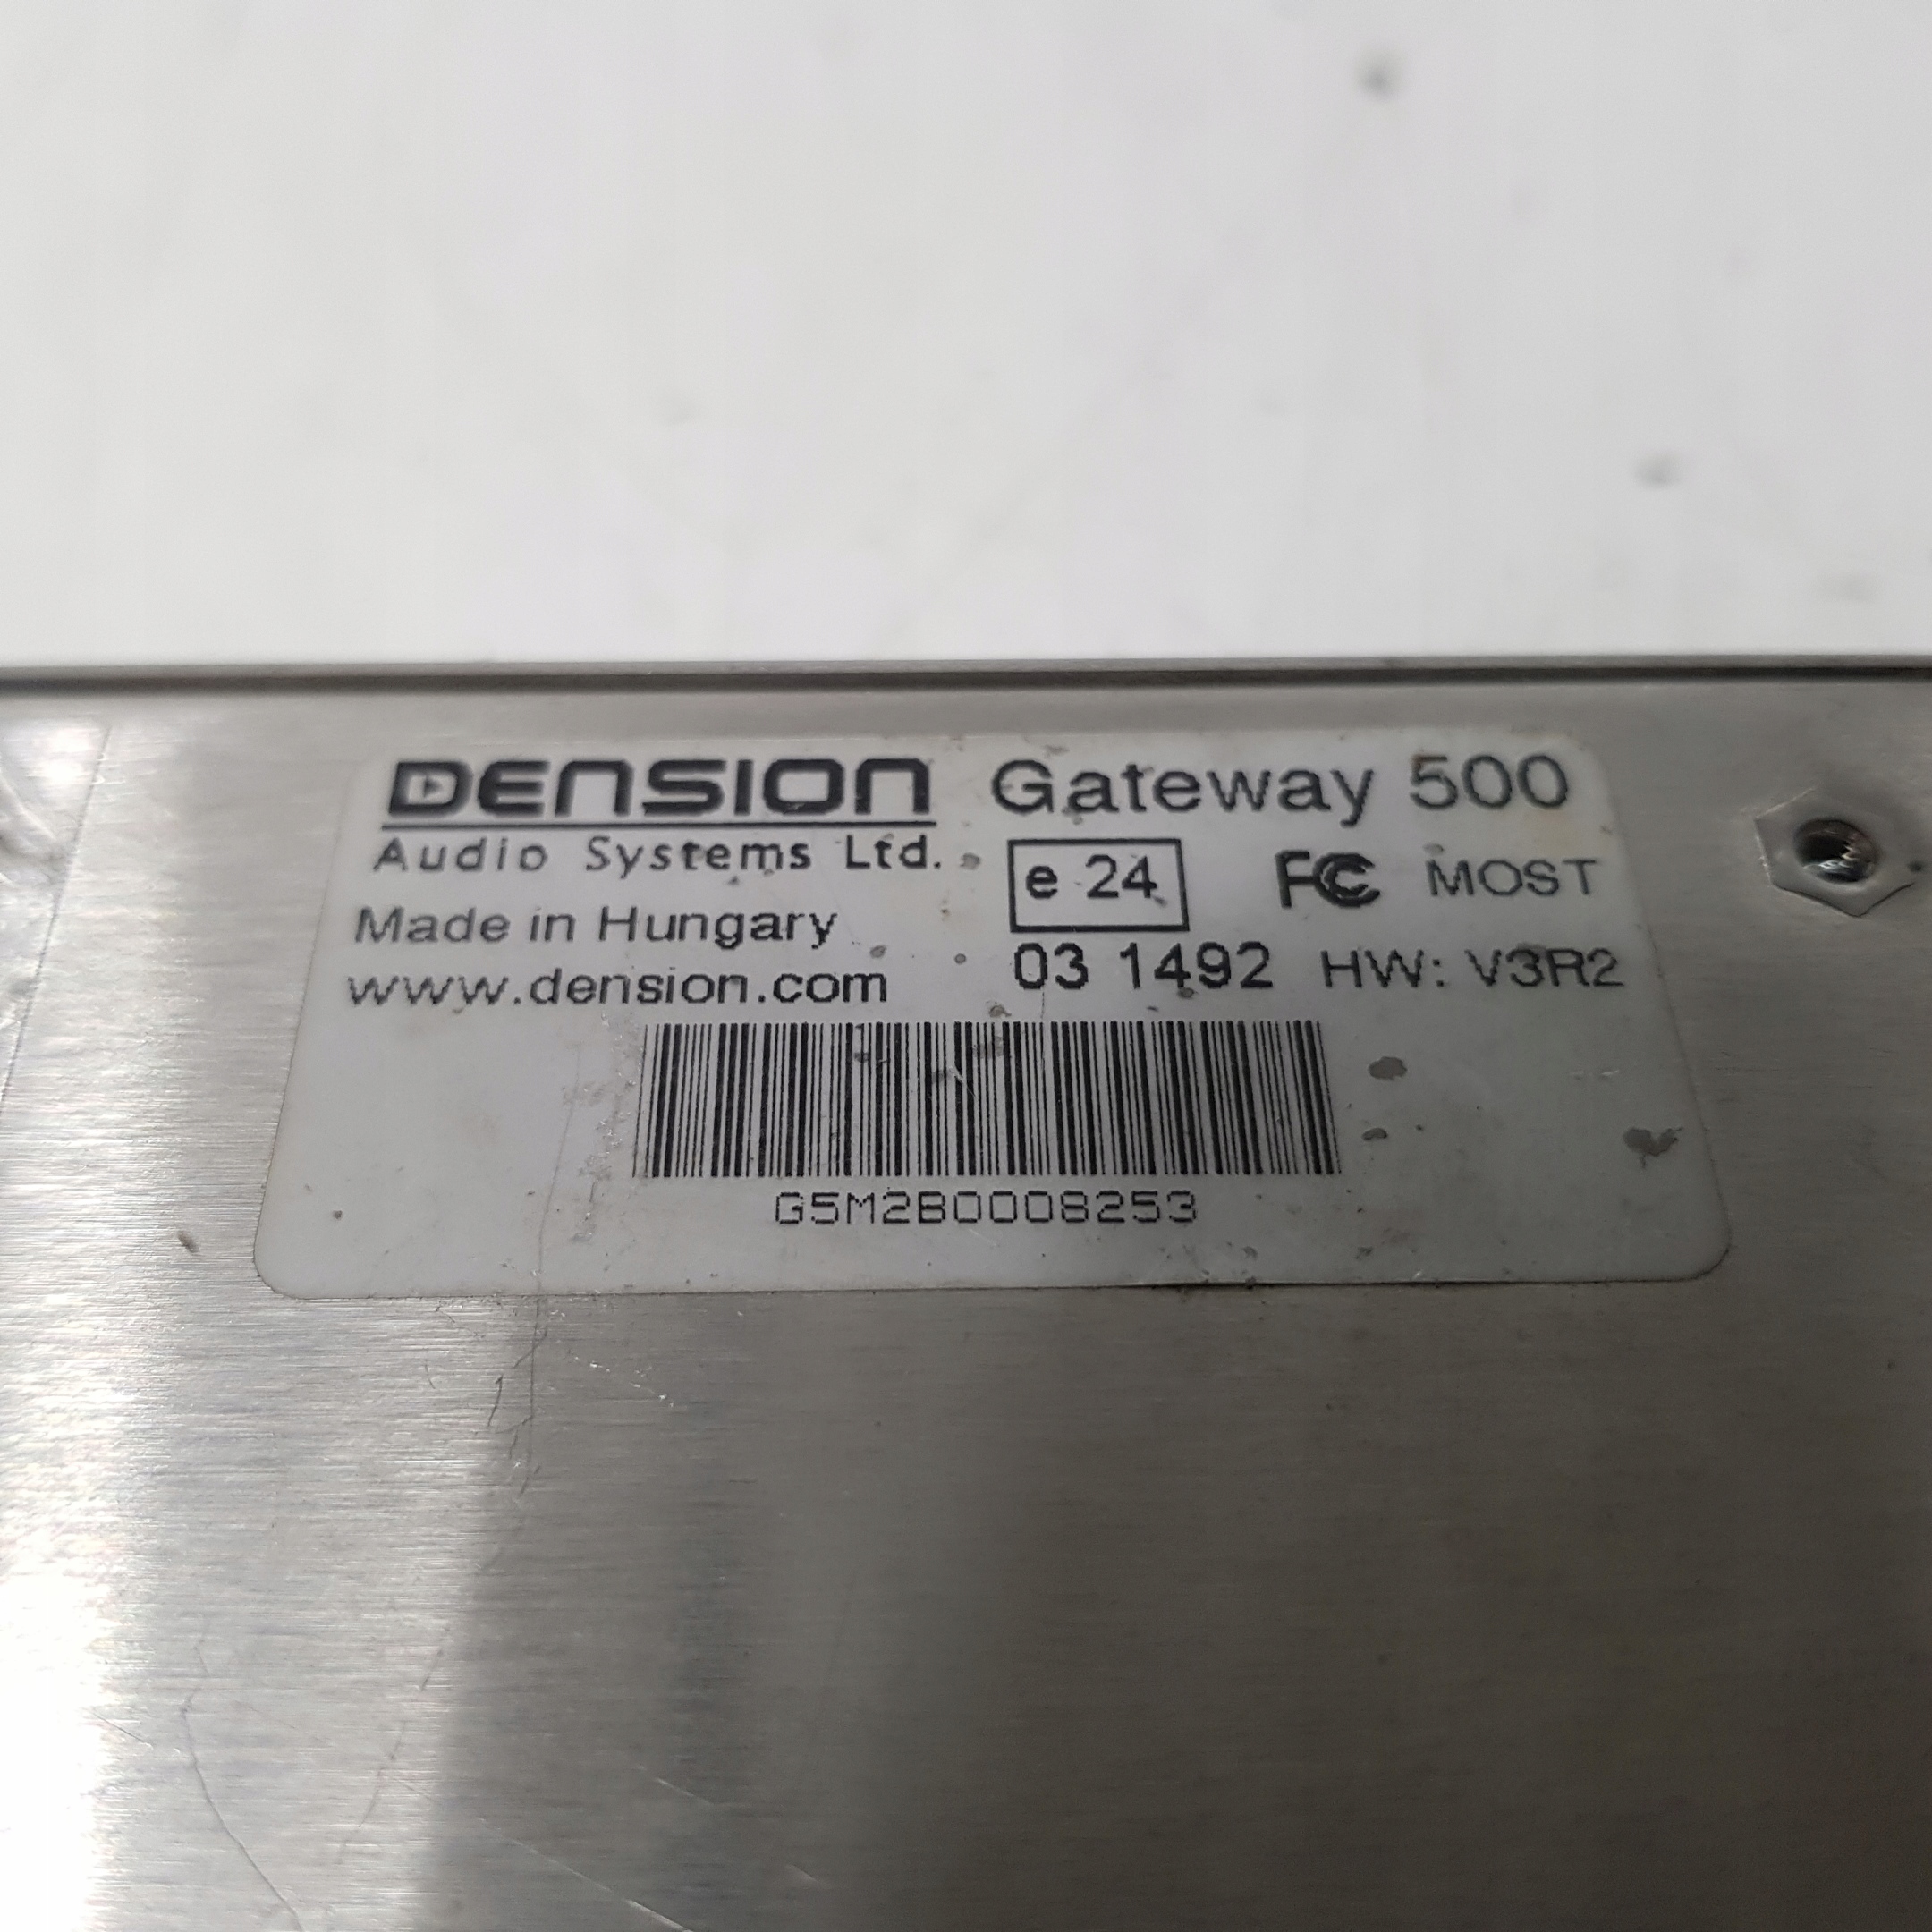 DENSION Gateway 500
Audio Systems Ltd.
e 24 FC MOST
Made in Hungary
03 1492 HW: V3R2
www.dension.com
G5M2B0008253